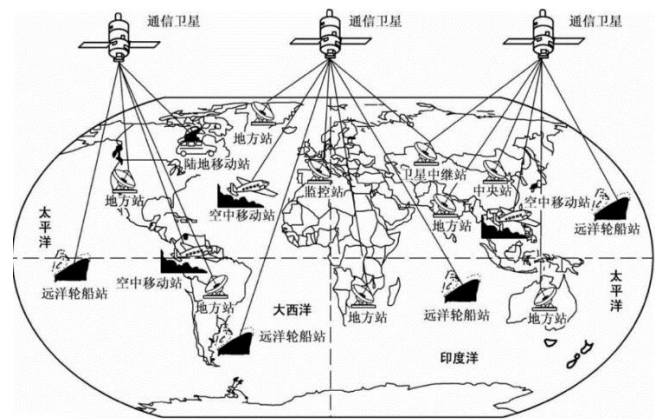 通信卫星
通信卫星
通信卫星
地方站
陆地移动站
地方站
空中移动站
监控站
卫星中继站
中央站
地方站
空中移动站
远洋轮船站
太平洋
远洋轮船站
空中移动站
地方站
大西洋
远洋轮船站
地方站
远洋轮船站
印度洋
地方站
太平洋